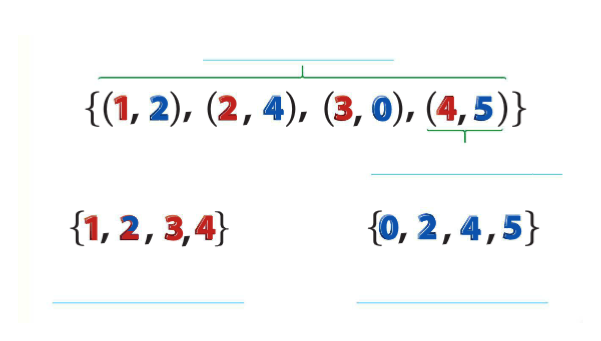 {(1, 2), (2, 4), (3, 0), (4, 5)}
{1, 2, 3, 4}
{0, 2, 4, 5}